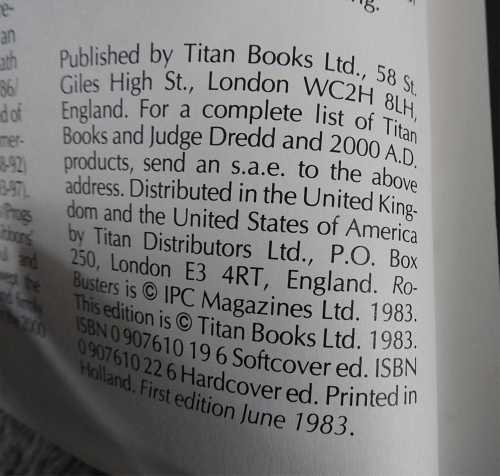 ng.
Published by Titan Books Ltd., 58 St.
Giles High St., London WC2H 8LH,
England. For a complete list of Titan
Books and Judge Dredd and 2000 A.D.
products, send an s.a.e. to the above
address. Distributed in the United King-
dom and the United States of America
by Titan Distributors Ltd., P.O. Box
250, London E3 4RT, England. Ro-
Busters is © IPC Magazines Ltd. 1983.
This edition is © Titan Books Ltd. 1983.
ISBN 0 907610 19 6 Softcover ed. ISBN
0 907610 22 6 Hardcover ed. Printed in
Holland. First edition June 1983.